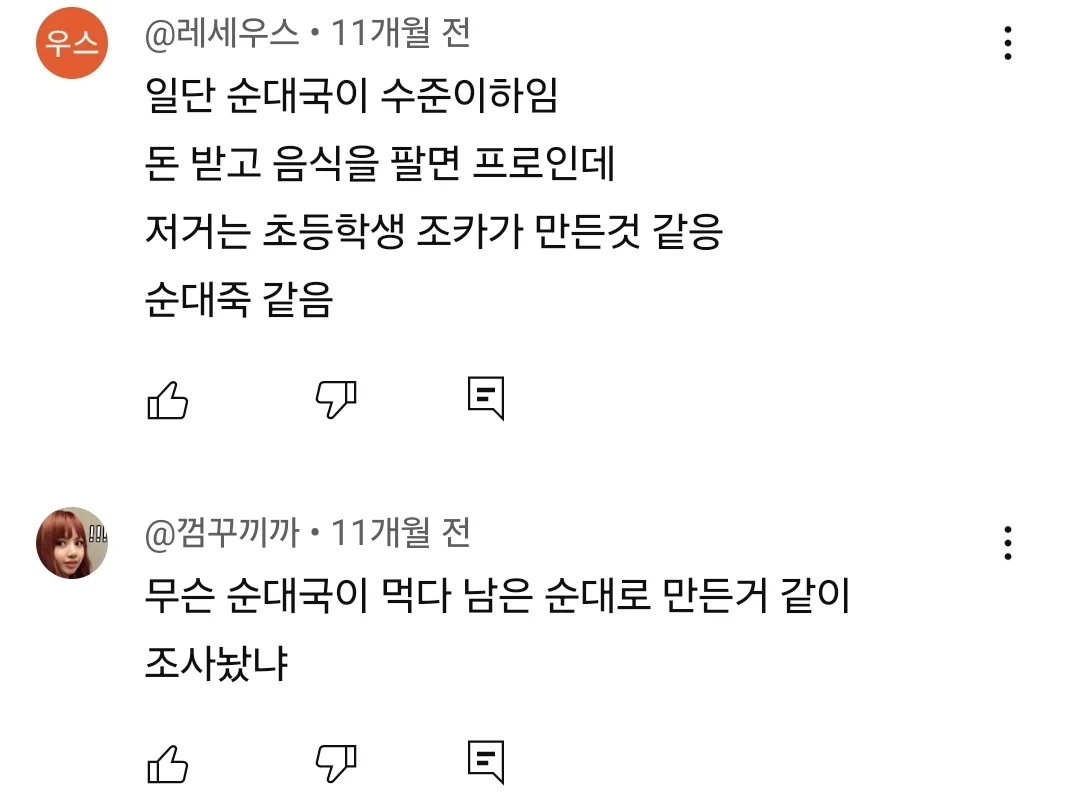 우스
@레세우스 • 11개월 전
일단 순대국이 수준이하임
돈 받고 음식을 팔면 프로인데
저거는 초등학생 조카가 만든것 같응
순대죽 같음
!!!
@껌꾸끼까 • 11개월 전
무슨 순대국이 먹다 남은 순대로 만든거 같이
조사놨냐